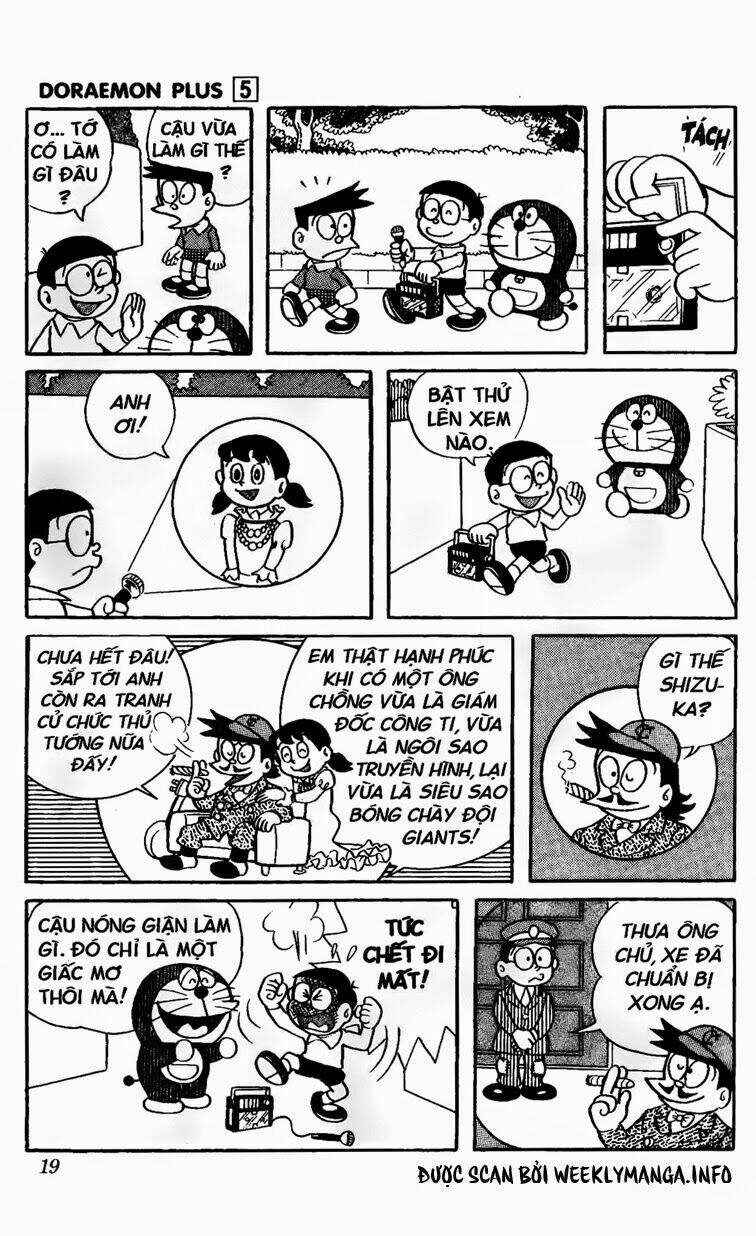 DORAEMON PLUS 5
TÁCH
CẬU VỪA
LÀM GÌ THẾ
?
Ơ... TỚ
CÓ LÀM
GÌ ĐÂU
?
BẬT THỬ
LÊN XEM
NÀO.
ANH
ƠI!
GÌ THẾ
SHIZU-
KA?
EM THẬT HẠNH PHÚC
KHI CÓ MỘT ÔNG
CHỒNG VỪA LÀ GIÁM
ĐỐC CÔNG TI, VỪA
LÀ NGÔI SAO
TRUYỀN HÌNH, LẠI
VỪA LÀ SIÊU SAO
BÓNG CHÀY ĐỘI
GIANTS!
CHƯA HẾT ĐÂU!
SẮP TỚI ANH
CÒN RA TRANH
CỬ CHỨC THỦ
TƯỚNG NỮA
ĐẤY!
THƯA ÔNG
CHỦ, XE ĐÃ
CHUẨN BỊ
XONG Ạ.
TỨC
CHẾT ĐI
MẤT!
CẬU NÓNG GIẬN LÀM
GÌ. ĐÓ CHỈ LÀ MỘT
GIẤC MƠ
THÔI MÀ!
19
ĐƯỢC SCAN BỞI WEEKLYMANGA.INFO